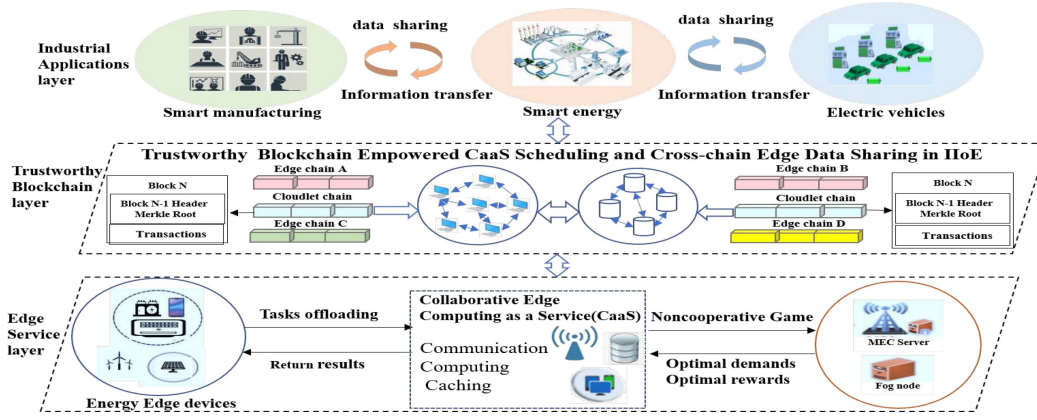 Industrial
Applications
layer
data sharing
Information transfer
data sharing
Information transfer
Smart manufacturing
Smart energy
Electric vehicles
Trustworthy
Blockchain
layer
Trustworthy Blockchain Empowered CaaS Scheduling and Cross-chain Edge Data Sharing in IIoE
Block N
Block N-1 Header
Merkle Root
Transactions
Edge chain A
Cloudlet chain
Edge chain C
Edge chain B
Cloudlet chain
Edge chain D
Block N
Block N-1 Header
Merkle Root
Transactions
Edge
Service
layer
Energy Edge devices
Tasks offloading
Return results
Collaborative Edge
Computing as a Service(CaaS)
Communication
Computing
Caching
Noncooperative Game
Optimal demands
Optimal rewards
MEC Server
Fog node